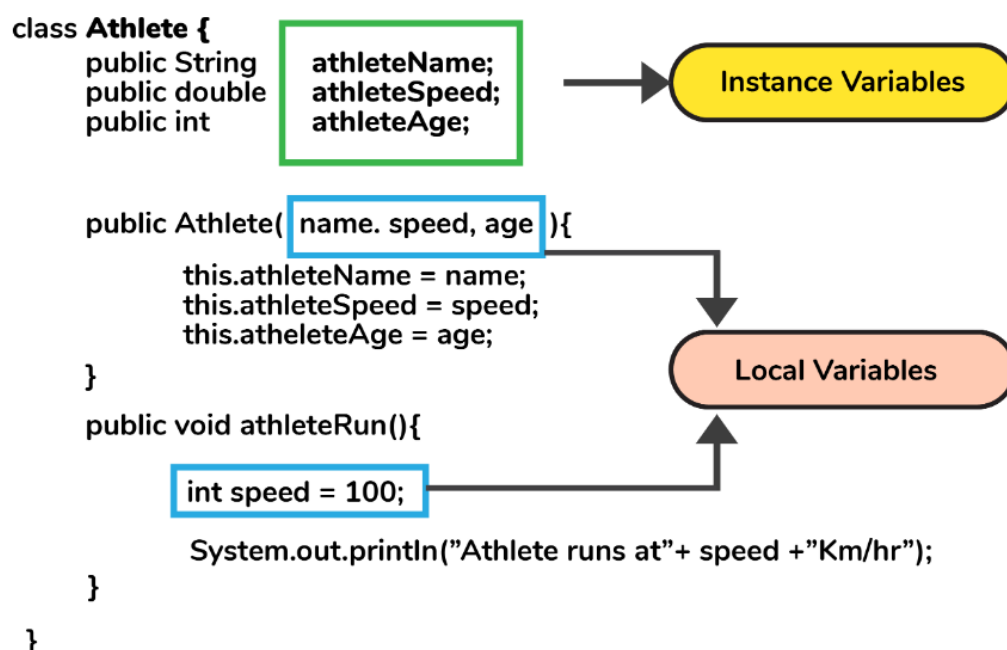 class Athlete {
public String athleteName;
public double athleteSpeed;
public int athleteAge;
Instance Variables
public Athlete( name. speed, age ){
this.athleteName = name;
this.athleteSpeed = speed;
this.atheleteAge = age;
}
Local Variables
public void athleteRun(){
int speed = 100;
System.out.println(”Athlete runs at”+ speed +”Km/hr”);
}
}